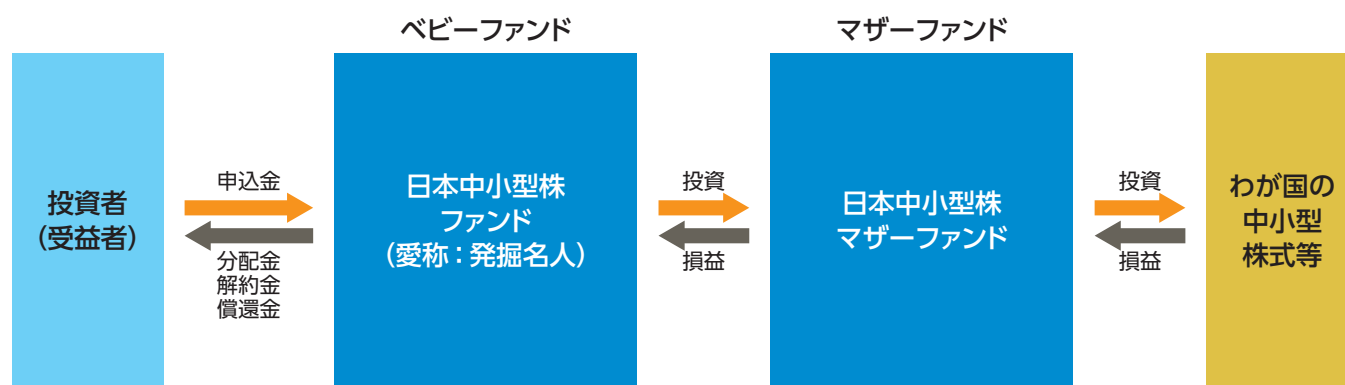 ベビーファンド
マザーファンド
投資者
(受益者)
申込金
分配金
解約金
償還金
日本中小型株
ファンド
(愛称：発掘名人)
投資
損益
日本中小型株
マザーファンド
投資
損益
わが国の
中小型
株式等